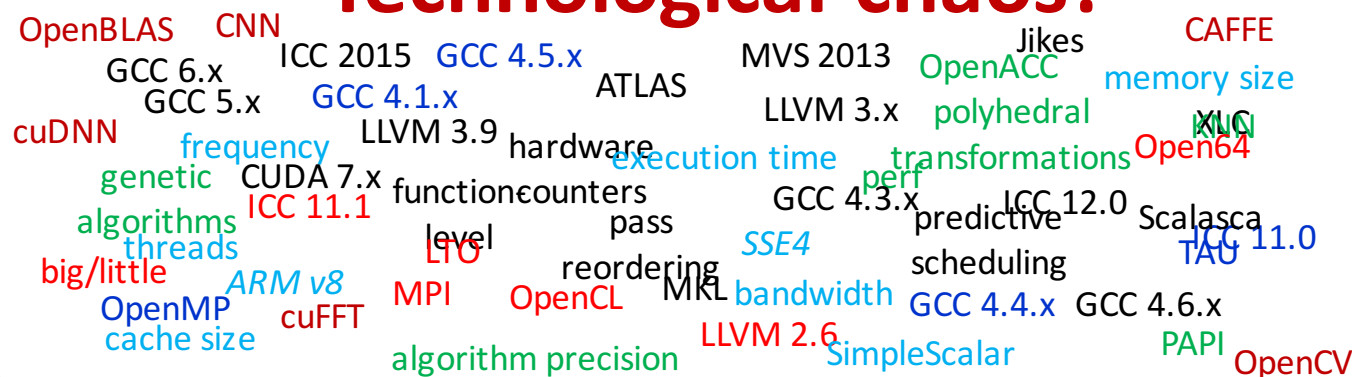 Technological chaos!
OpenBLAS CNN CAFFE
ICC 2015 GCC 4.5.x MVS 2013 Jikes
GCC 6.x ATLAS OpenACC memory size
GCC 5.x GCC 4.1.x LLVM 3.x polyhedral XLC
KNN
cuDNN frequency LLVM 3.9 hardware execution time transformations Open64
genetic CUDA 7.x function- counters perf
algorithms ICC 11.1 pass GCC 4.3.x predictive ICC 12.0 Scalasca
threads level SSE4 ICC 11.0
LTO TAU
big/little ARM v8 reordering scheduling
OpenMP cuFFT MPI OpenCL MKL bandwidth GCC 4.4.x GCC 4.6.x
cache size LLVM 2.6 SimpleScalar PAPI
algorithm precision OpenCV